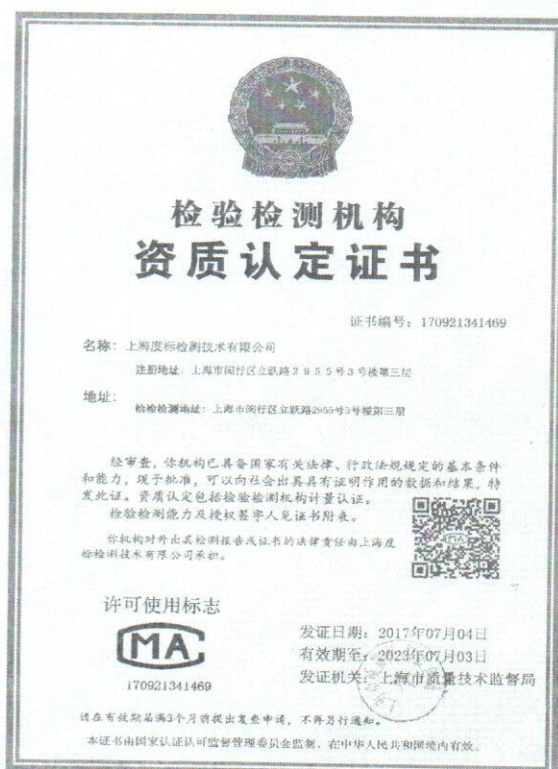 检验检测机构
资质认定证书
证书编号：170921341469
名称：上海度标检测技术有限公司
注册地址：上海市闵行区立跃路2955号3号楼第三层
地址：
检验检测地址：上海市闵行区立跃路2955号3号楼第三层
经审查，你机构已具备国家有关法律、行政法规规定的基本条件
和能力，现予批准，可以向社会出具具有证明作用的数据和结果，特
发此证。资质认定包括检验检测机构计量认证。
检验检测能力及授权签字人见证书附表。
你机构对外出具检测报告或证书的法律责任由上海度
标检测技术有限公司承担。
许可使用标志
MA
170921341469
发证日期：2017年07月04日
有效期至：2023年07月03日
发证机关：上海市质量技术监督局
请在有效期届满3个月前提出复查申请，不再另行通知。
本证书由国家认证认可监督管理委员会监制，在中华人民共和国境内有效。